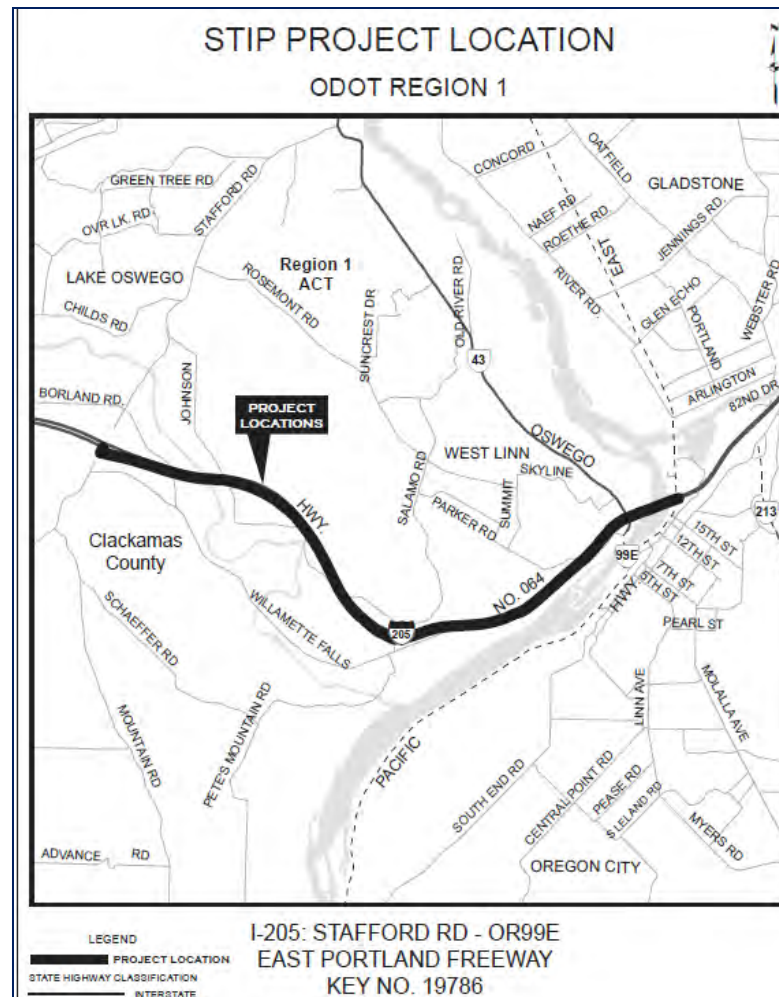 STIP PROJECT LOCATION
ODOT REGION 1
CONCORD
OATFIELD
GLADSTONE
GREEN TREE RD
STAFFORD RD
NAEF RD
ROETHE RD
JENNINGS RD.
OVR LK. RD.
EAST
WEBSTER RD
LAKE OSWEGO
Region 1
ACT
ROSEMONT RD
SUNCREST DR
OLD RIVER RD
RIVER RD.
GLEN ECHO
PORTLAND
CHILDS RD
43
ARLINGTON
82ND DR
BORLAND RD.
JOHNSON
PROJECT
LOCATIONS
OSWEGO
WEST LINN
SKYLINE
SUMMIT
SALAMO RD
PARKER RD
HWY.
213
Clackamas
County
99E
15TH ST
12TH ST
7TH ST
5TH ST
HWY
NO. 064
WILLAMETTE FALLS
205
PEARL ST
SCHAEFFER RD
MOLALLA AVE
LINN AVE
MOUNTAIN RD
PETE'S MOUNTAIN RD
PACIFIC
SOUTH END RD
CENTRAL POINT RD
PEASE RD
S LELAND RD
MYERS RD
ADVANCE RD
OREGON CITY
LEGEND
PROJECT LOCATION
STATE HIGHWAY CLASSIFICATION
INTERSTATE
I-205: STAFFORD RD - OR99E
EAST PORTLAND FREEWAY
KEY NO. 19786